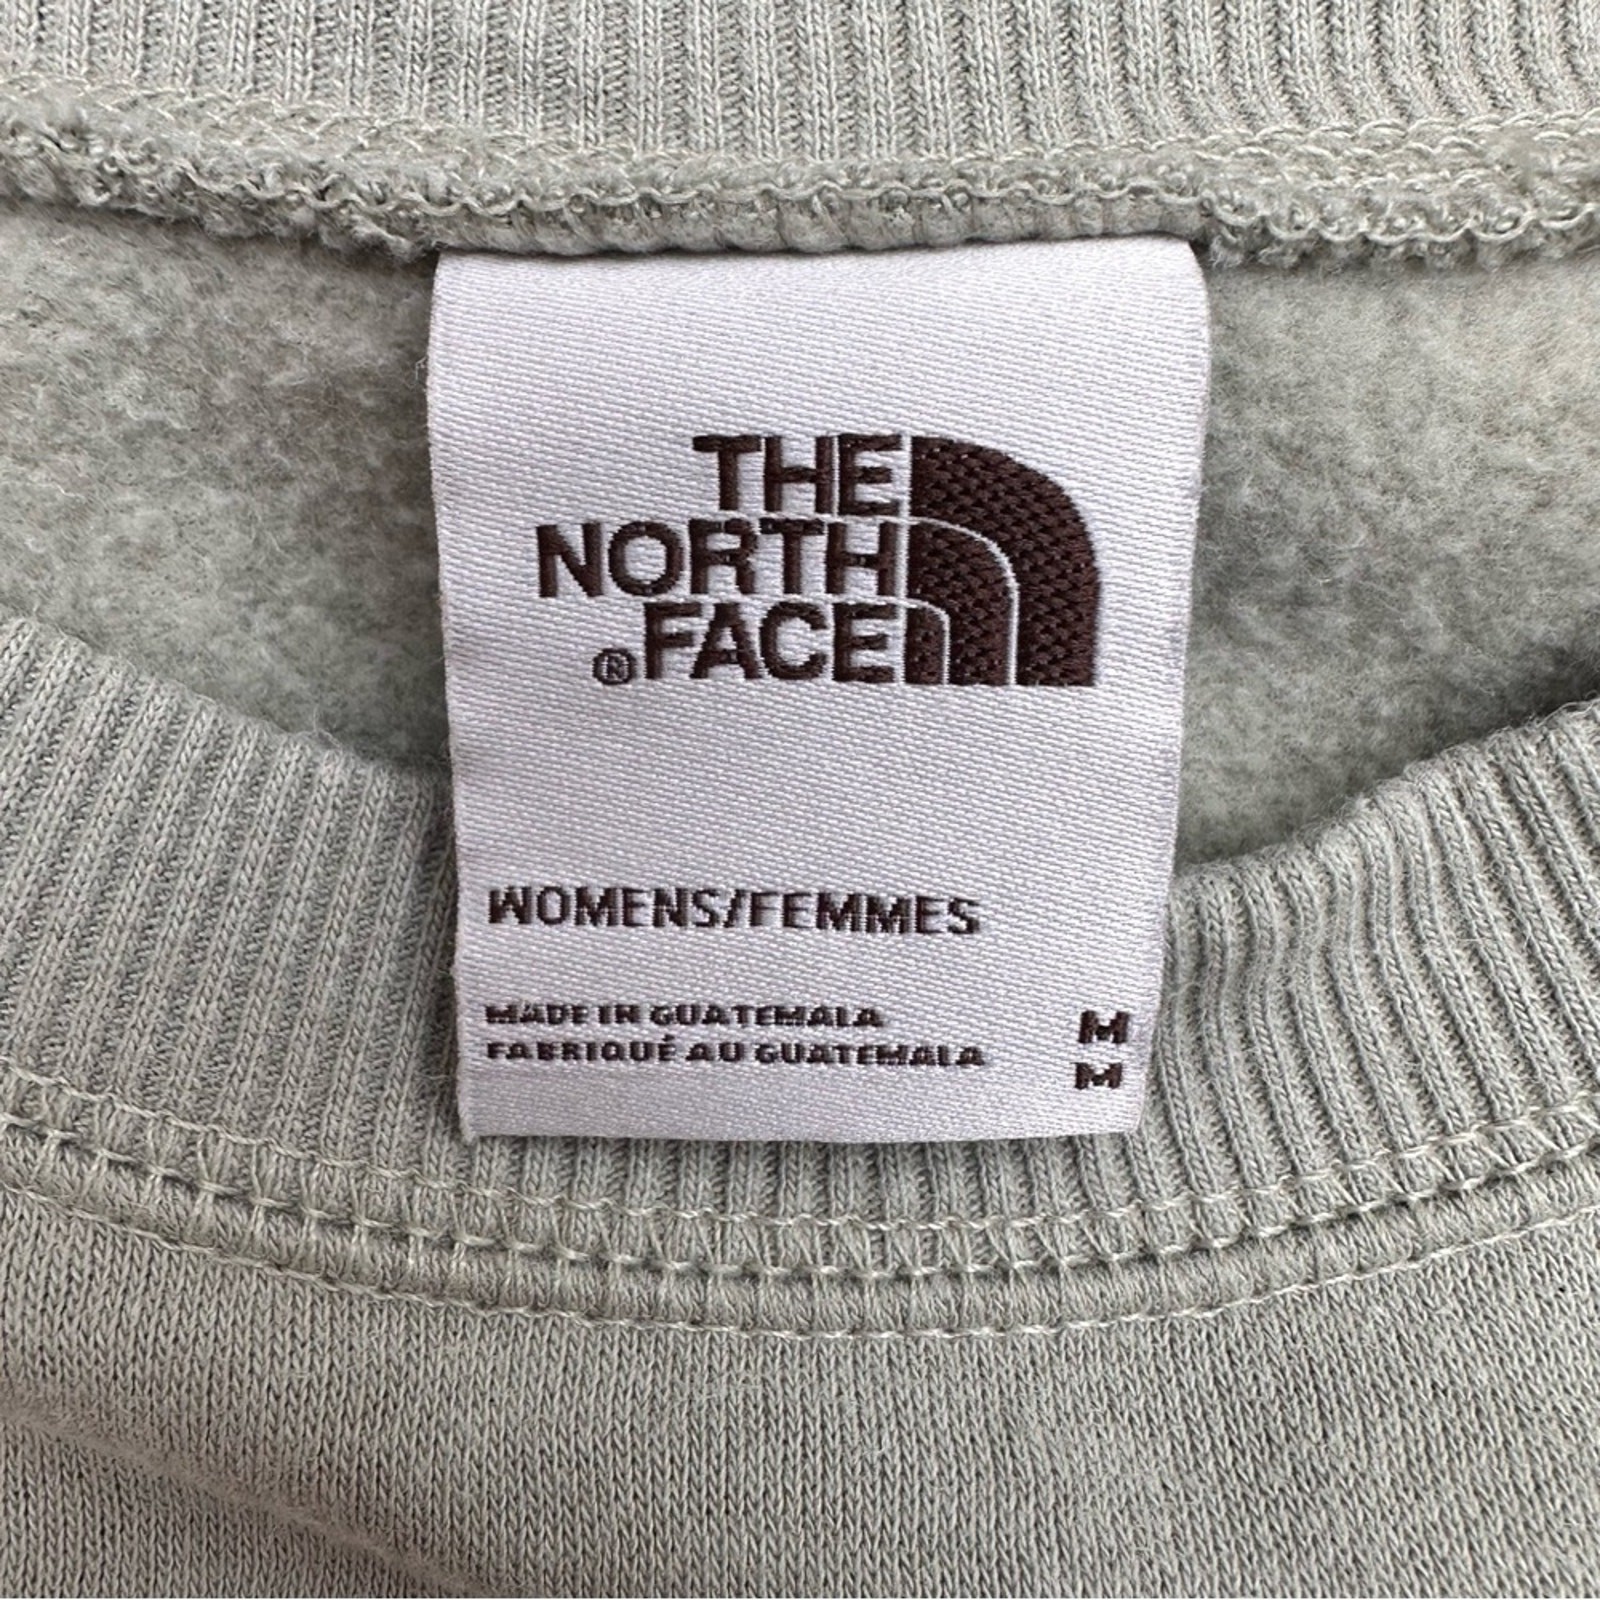 THE
NORTH
®FACE
WOMENS/FEMMES
MADE IN GUATEMALA M
FABRIQUÉ AU GUATEMALA M